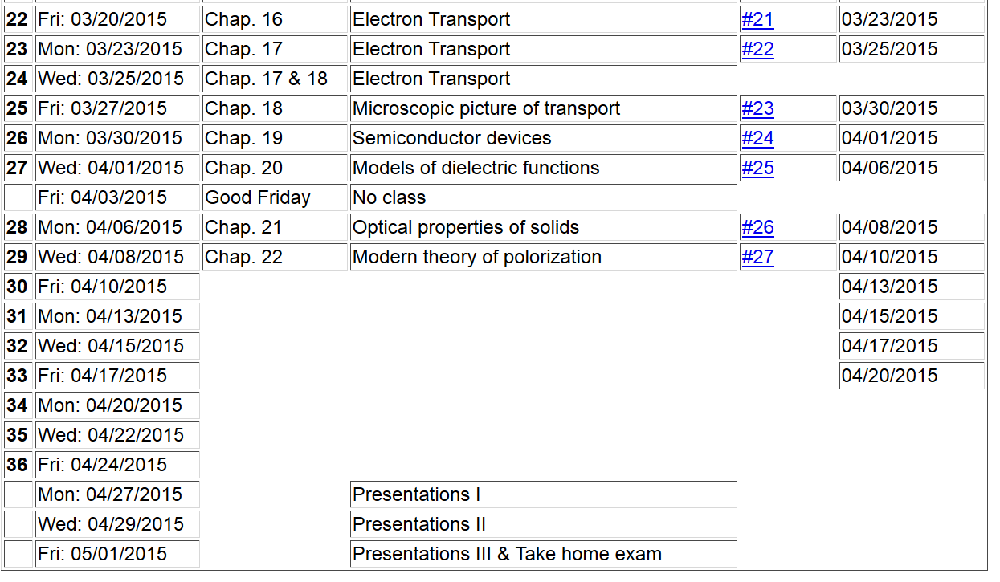 22 Fri: 03/20/2015 Chap. 16 Electron Transport #21 03/23/2015
23 Mon: 03/23/2015 Chap. 17 Electron Transport #22 03/25/2015
24 Wed: 03/25/2015 Chap. 17 & 18 Electron Transport
25 Fri: 03/27/2015 Chap. 18 Microscopic picture of transport #23 03/30/2015
26 Mon: 03/30/2015 Chap. 19 Semiconductor devices #24 04/01/2015
27 Wed: 04/01/2015 Chap. 20 Models of dielectric functions #25 04/06/2015
Fri: 04/03/2015 Good Friday No class
28 Mon: 04/06/2015 Chap. 21 Optical properties of solids #26 04/08/2015
29 Wed: 04/08/2015 Chap. 22 Modern theory of polorization #27 04/10/2015
30 Fri: 04/10/2015 04/13/2015
31 Mon: 04/13/2015 04/15/2015
32 Wed: 04/15/2015 04/17/2015
33 Fri: 04/17/2015 04/20/2015
34 Mon: 04/20/2015
35 Wed: 04/22/2015
36 Fri: 04/24/2015
Mon: 04/27/2015 Presentations I
Wed: 04/29/2015 Presentations II
Fri: 05/01/2015 Presentations III & Take home exam